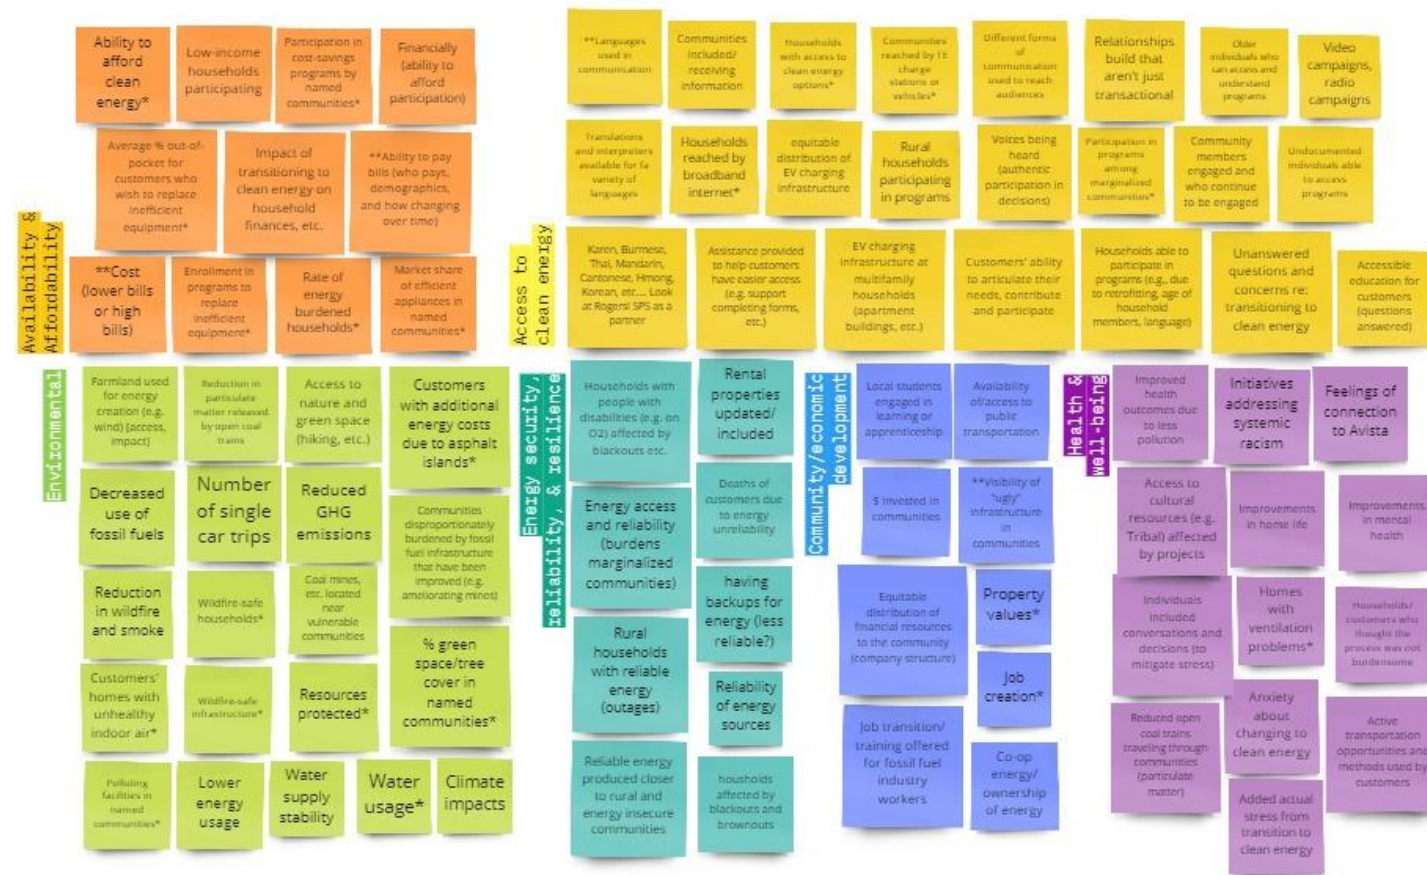 Availability &
Affordability
Ability to
afford
clean
energy*
Low-income
households
participating
Participation in
cost-savings
programs by
named
communities*
Financially
(ability to
afford
participation)
Average % out-of-
pocket for
customers who
wish to replace
inefficient
equipment*
Impact of
transitioning to
clean energy on
household
finances, etc.
**Ability to pay
bills (who pays,
demographics,
and how changing
over time)
**Cost
(lower bills
or high
bills)
Enrollment in
programs to
replace
inefficient
equipment*
Rate of
energy
burdened
households*
Market share
of efficient
appliances in
named
communities*
Access to
clean energy
**Languages
used in
communication
Communities
included/
receiving
information
Households
with access to
clean energy
options*
Communities
reached by TE
charge
stations or
vehicles*
Different forms
of
communication
used to reach
audiences
Relationships
build that
aren't just
transactional
Older
individuals who
can access and
understand
programs
Video
campaigns,
radio
campaigns
Translations
and interpreters
available for fa
variety of
languages
Households
reached by
broadband
internet*
equitable
distribution of
EV charging
infrastructure
Rural
households
participating
in programs
Voices being
heard
(authentic
participation in
decisions)
Participation in
programs
among
marginalized
communities*
Community
members
engaged and
who continue
to be engaged
Undocumented
individuals able
to access
programs
Karen, Burmese,
Thai, Mandarin,
Cantonese, Hmong,
Korean, etc.... Look
at Rogers! SPS as a
partner
Assistance provided
to help customers
have easier access
(e.g. support
completing forms,
etc.)
EV charging
infrastructure at
multifamily
households
(apartment
buildings, etc.)
Customers' ability
to articulate their
needs, contribute
and participate
Households able to
participate in
programs (e.g., due
to retrofitting, age of
household
members, language)
Unanswered
questions and
concerns re:
transitioning to
clean energy
Accessible
education for
customers
(questions
answered)
Environmental
Farmland used
for energy
creation (e.g.
wind) [access,
impact]
Reduction in
particulate
matter released
by open coal
trains
Access to
nature and
green space
(hiking, etc.)
Customers
with additional
energy costs
due to asphalt
islands*
Decreased
use of
fossil fuels
Number
of single
car trips
Reduced
GHG
emissions
Communities
disproportionately
burdened by fossil
fuel infrastructure
that have been
improved (e.g.
ameliorating mines)
Reduction
in wildfire
and smoke
Wildfire-safe
households*
Coal mines,
etc. located
near
vulnerable
communities
% green
space/tree
cover in
named
communities*
Customers'
homes with
unhealthy
indoor air*
Wildfire-safe
infrastructure*
Resources
protected*
Polluting
facilities in
named
communities*
Lower
energy
usage
Water
supply
stability
Water
usage*
Climate
impacts
Energy security,
reliability, & resilience
Households with
people with
disabilities (e.g. on
O2) affected by
blackouts etc.
Rental
properties
updated/
included
Energy access
and reliability
(burdens
marginalized
communities)
Deaths of
customers due
to energy
unreliability
having
backups for
energy (less
reliable?)
Rural
households
with reliable
energy
(outages)
Reliability
of energy
sources
Reliable energy
produced closer
to rural and
energy insecure
communities
housholds
affected by
blackouts and
brownouts
Community/economic
development
Local students
engaged in
learning or
apprenticeship
Availability
of/access to
public
transportation
$ invested in
communities
**Visibility of
"ugly"
infrastructure
in
communities
Equitable
distribution of
financial resources
to the community
(company structure)
Property
values*
Job
creation*
Job transition/
training offered
for fossil fuel
industry
workers
Co-op
energy/
ownership
of energy
Health &
well-being
Improved
health
outcomes due
to less
pollution
Initiatives
addressing
systemic
racism
Feelings of
connection
to Avista
Access to
cultural
resources (e.g.
Tribal) affected
by projects
Improvements
in home life
Improvements
in mental
health
Individuals
included
conversations and
decisions (to
mitigate stress)
Homes
with
ventilation
problems*
Households/
customers who
thought the
process was not
burdensome
Reduced open
coal trains
traveling through
communities
(particulate
matter)
Anxiety
about
changing to
clean energy
Active
transportation
opportunities and
methods used by
customers
Added actual
stress from
transition to
clean energy